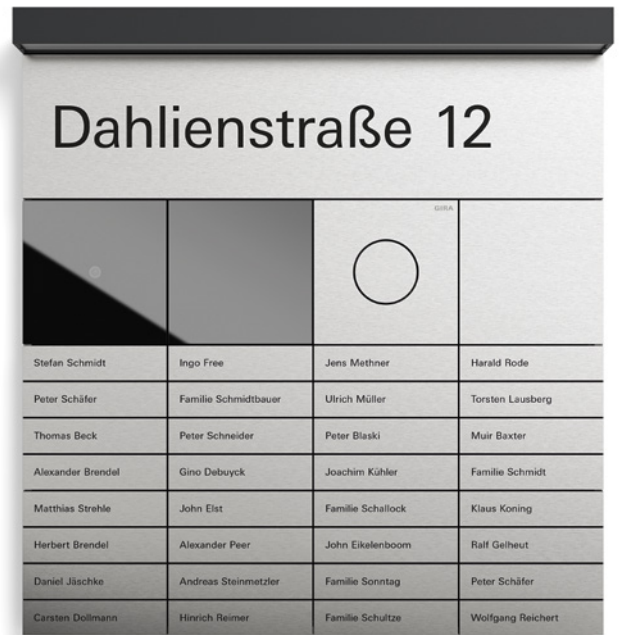 Dahlienstraße 12
GIRA
Stefan Schmidt Ingo Free Jens Methner Harald Rode
Peter Schäfer Familie Schmidtbauer Ulrich Müller Torsten Lausberg
Thomas Beck Peter Schneider Peter Blaski Muir Baxter
Alexander Brendel Gino Debuyck Joachim Kühler Familie Schmidt
Matthias Strehle John Elst Familie Schallock Klaus Koning
Herbert Brendel Alexander Peer John Eikelenboom Ralf Gelheut
Daniel Jäschke Andreas Steinmetzler Familie Sonntag Peter Schäfer
Carsten Dollmann Hinrich Reimer Familie Schultze Wolfgang Reichert